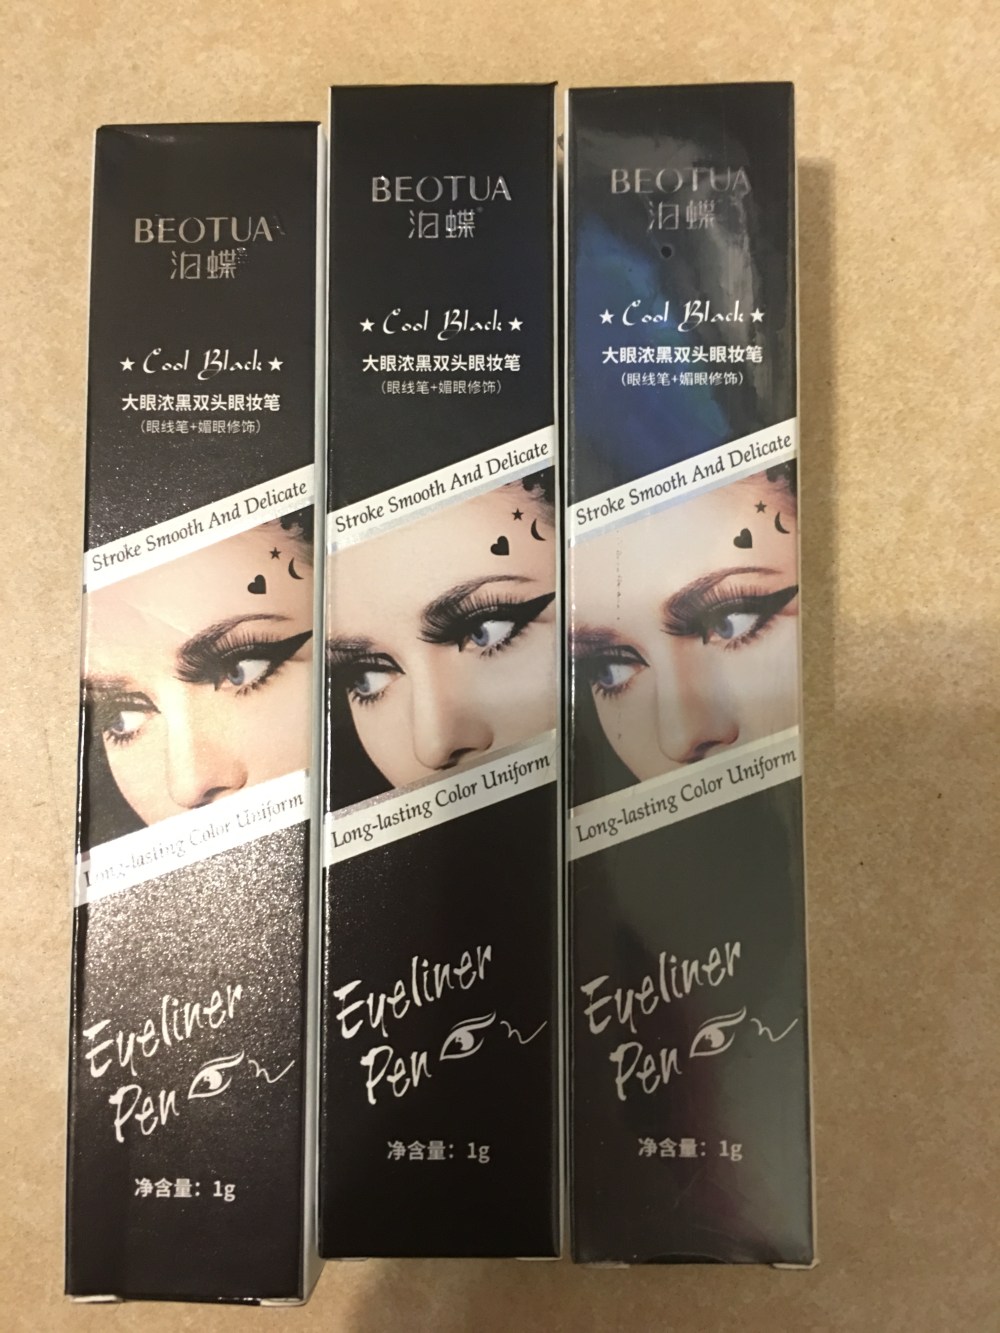 BEOTUA
泊蝶
★ Cool Black ★
大眼浓黑双头眼妆笔
(眼线笔+媚眼修饰)
Stroke Smooth And Delicate
Long-lasting Color Uniform
Eyeliner
Pen
净含量：1g
BEOTUA
泊蝶®
★ Cool Black ★
大眼浓黑双头眼妆笔
(眼线笔+媚眼修饰)
Stroke Smooth And Delicate
Long-lasting Color Uniform
Eyeliner
Pen
净含量：1g
BEOTUA
泊蝶
★ Cool Black ★
大眼浓黑双头眼妆笔
(眼线笔+媚眼修饰)
Stroke Smooth And Delicate
Long-lasting Color Uniform
Eyeliner
Pen
净含量：1g